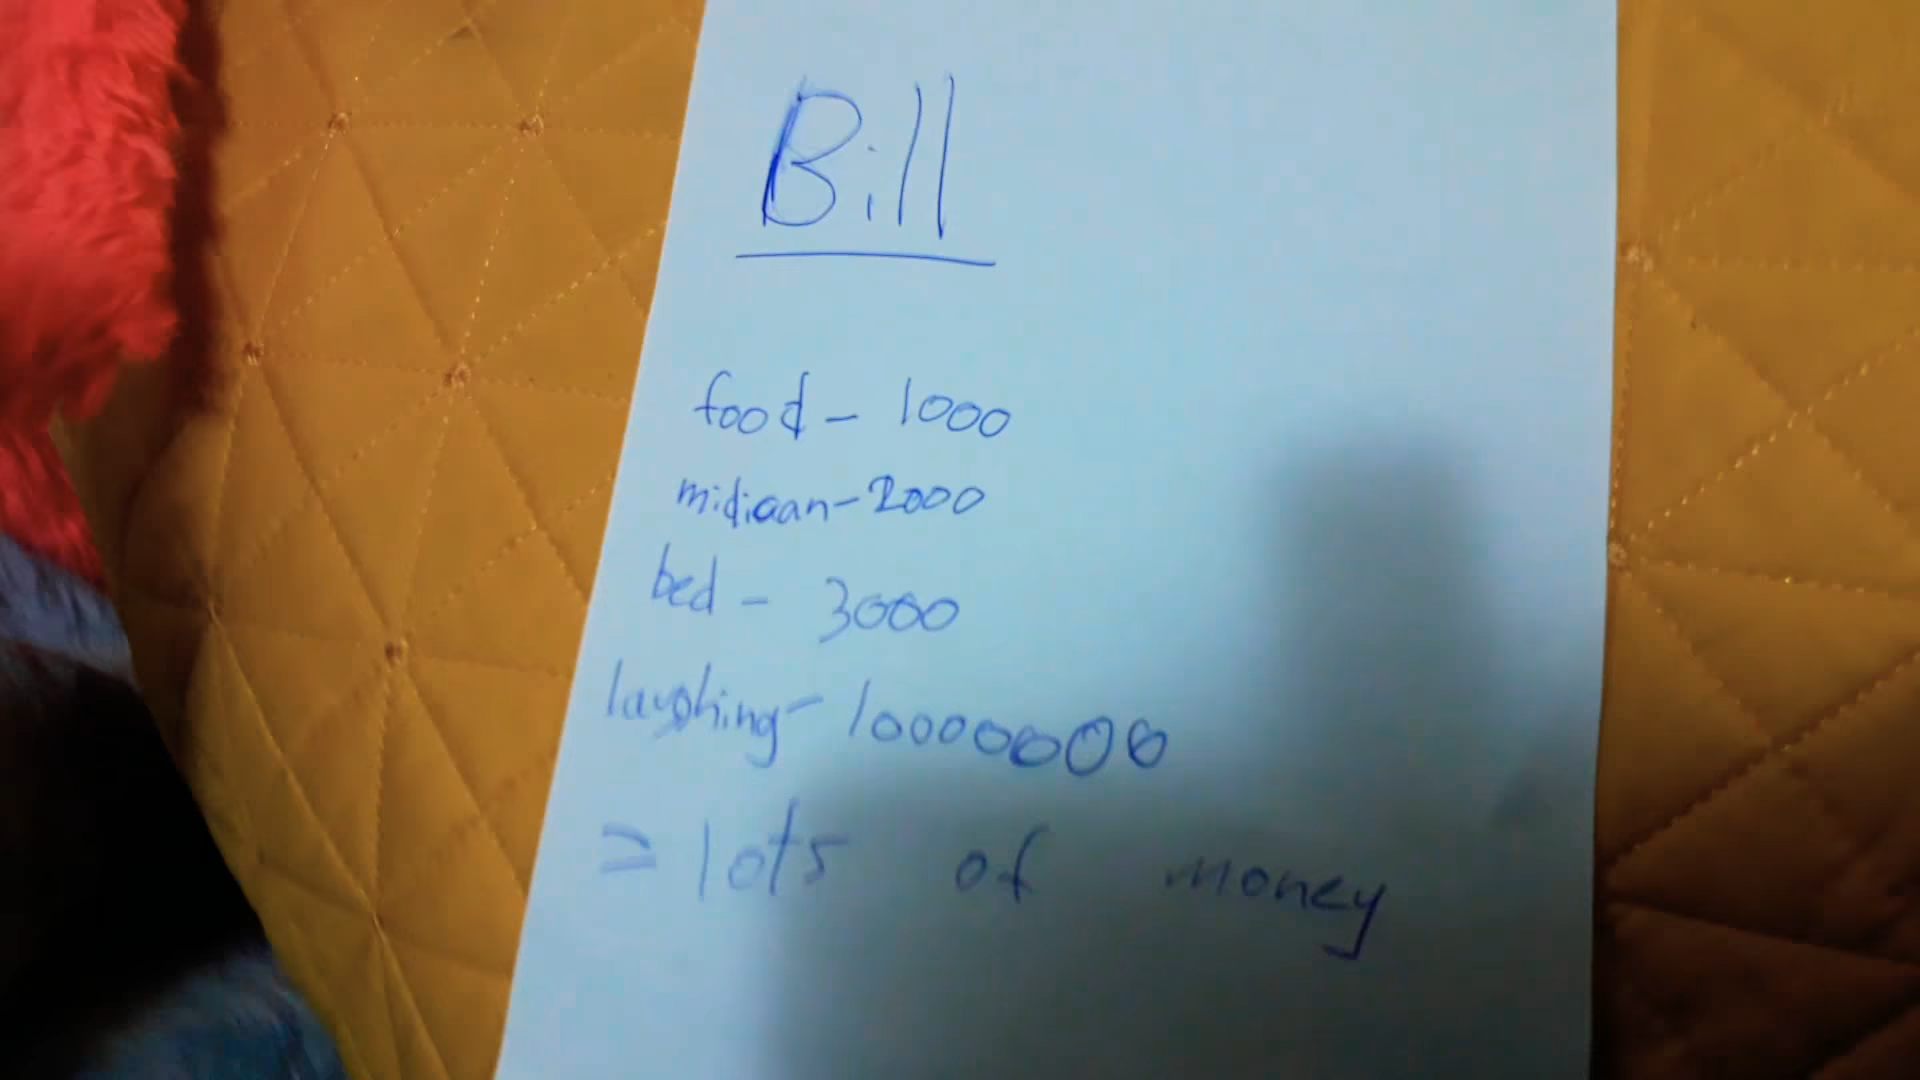 Bill
food - 1000
midiaan - 2000
bed - 3000
laughing - 10000000
= lots of money